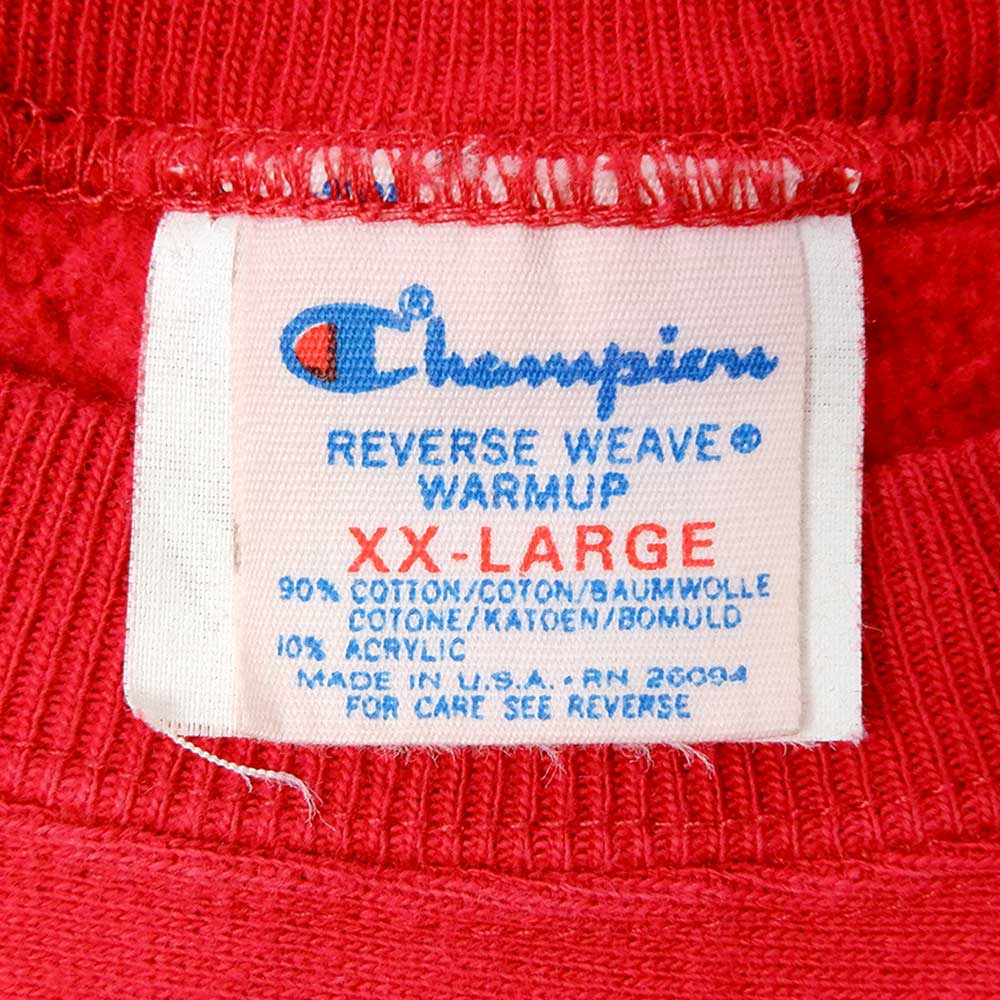 Champion®
REVERSE WEAVE®
WARMUP
XX-LARGE
90% COTTON/COTON/BAUMWOLLE
COTONE/KATOEN/BOMULD
10% ACRYLIC
MADE IN U.S.A. • RN 26094
FOR CARE SEE REVERSE